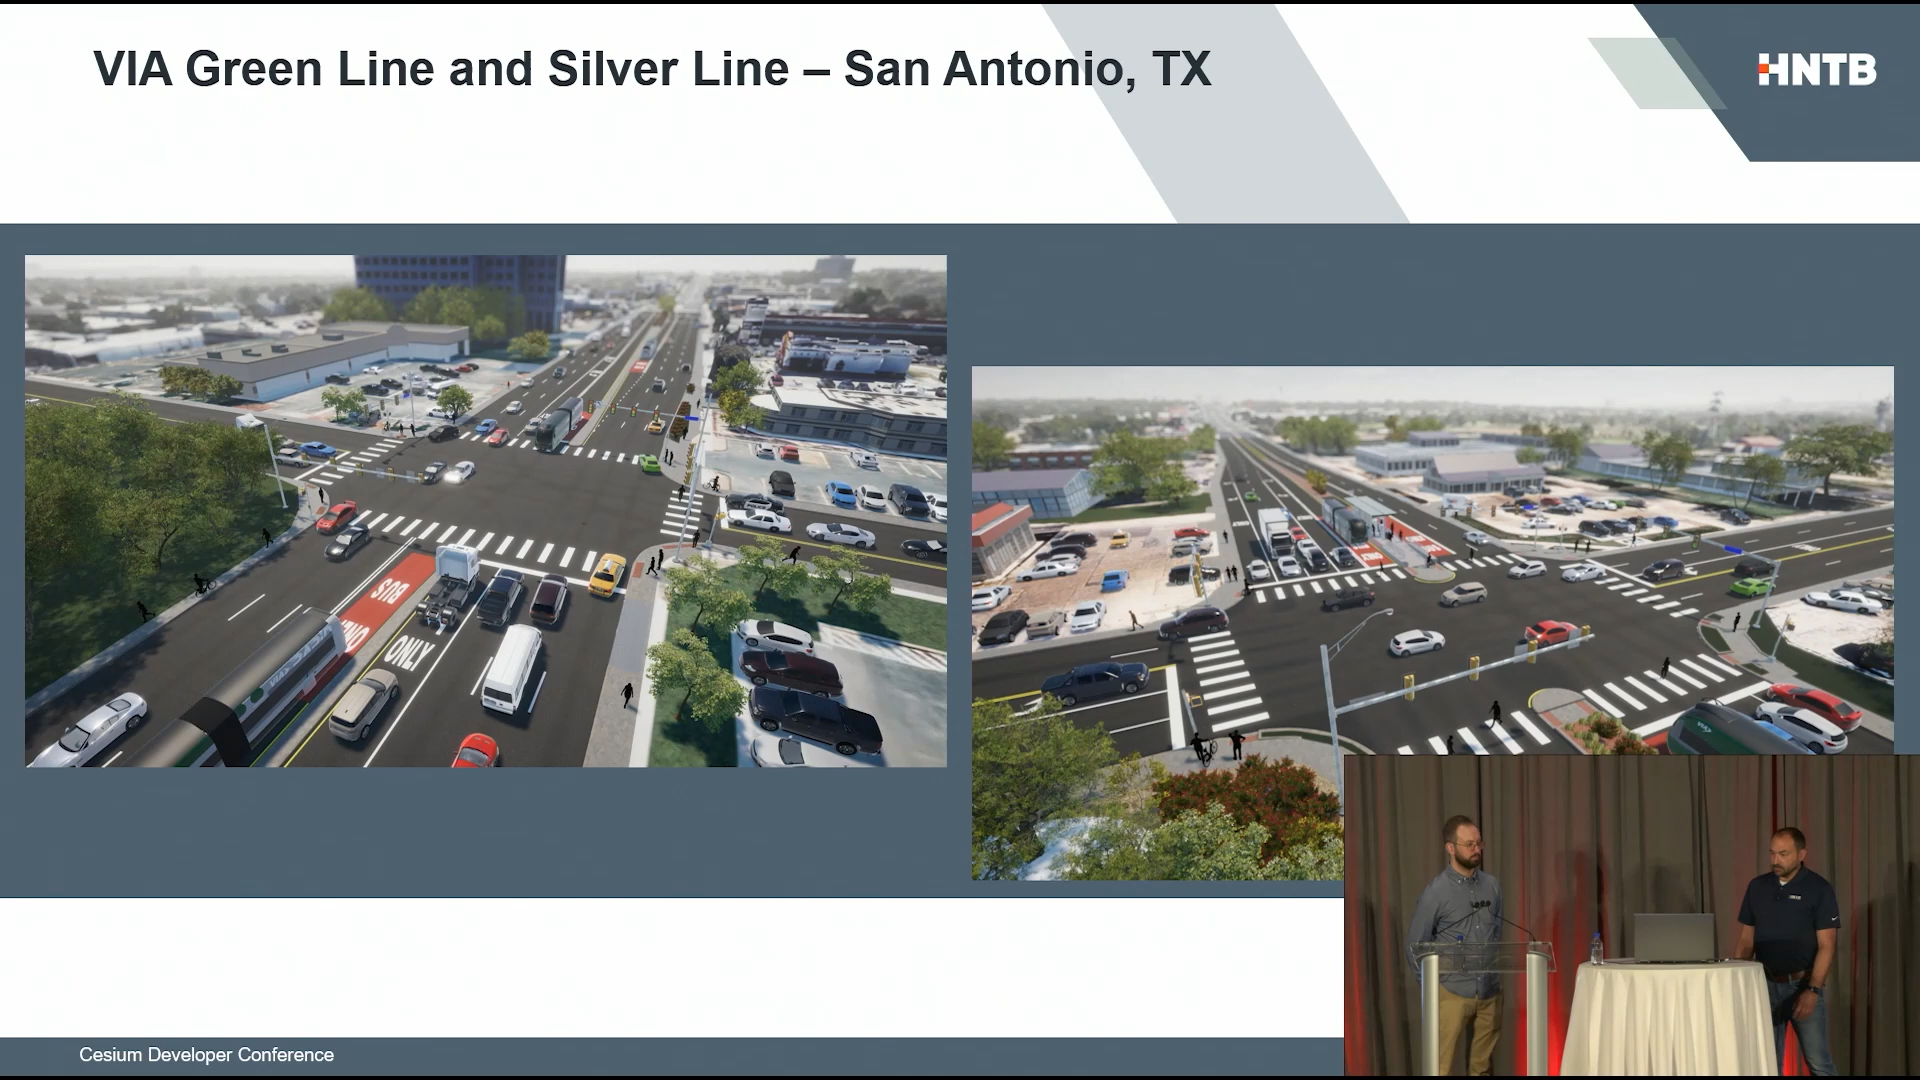 VIA Green Line and Silver Line – San Antonio, TX
HNTB
BUS
ONLY
Cesium Developer Conference